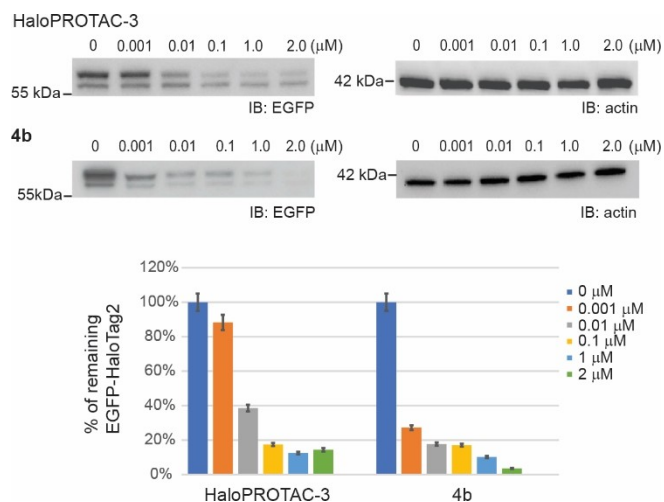 HaloPROTAC-3
0 0.001 0.01 0.1 1.0 2.0 (μM)
0 0.001 0.01 0.1 1.0 2.0 (μM)
55 kDa
42 kDa
IB: EGFP
IB: actin
4b
0 0.001 0.01 0.1 1.0 2.0 (μM)
0 0.001 0.01 0.1 1.0 2.0 (μM)
55kDa
42 kDa
IB: EGFP
IB: actin
% of remaining
EGFP-HaloTag2
120%
100%
80%
60%
40%
20%
0%
HaloPROTAC-3
4b
0 μM
0.001 μM
0.01 μM
0.1 μM
1 μM
2 μM